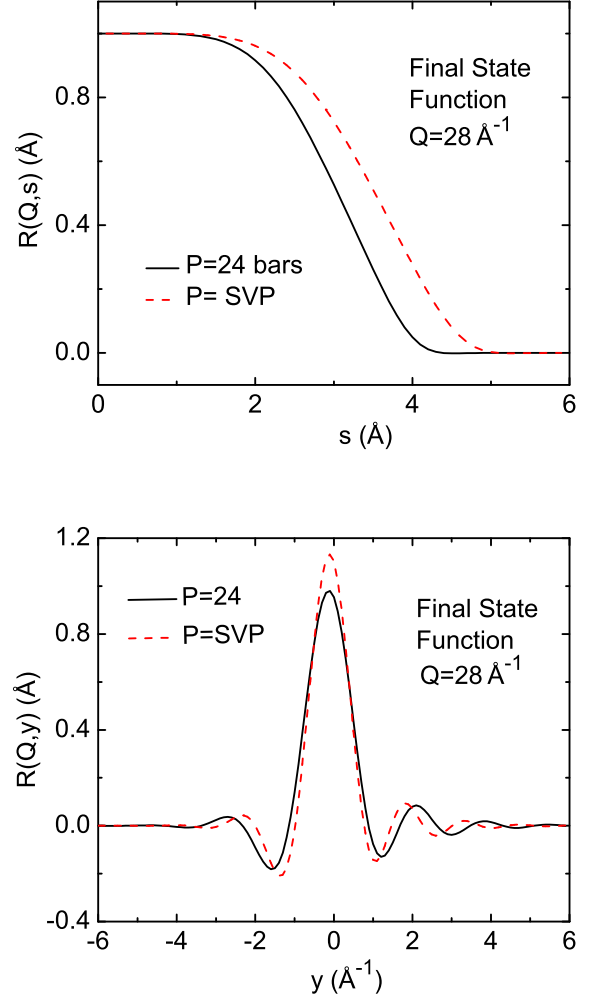 R(Q,s) (Å)
0.8
0.4
0.0
Final State
Function
Q=28 Å⁻¹
P=24 bars
P= SVP
0 2 4 6
s (Å)
R(Q,y) (Å)
1.2
0.8
0.4
0.0
-0.4
P=24
P=SVP
Final State
Function
Q=28 Å⁻¹
-6 -4 -2 0 2 4 6
y (Å⁻¹)